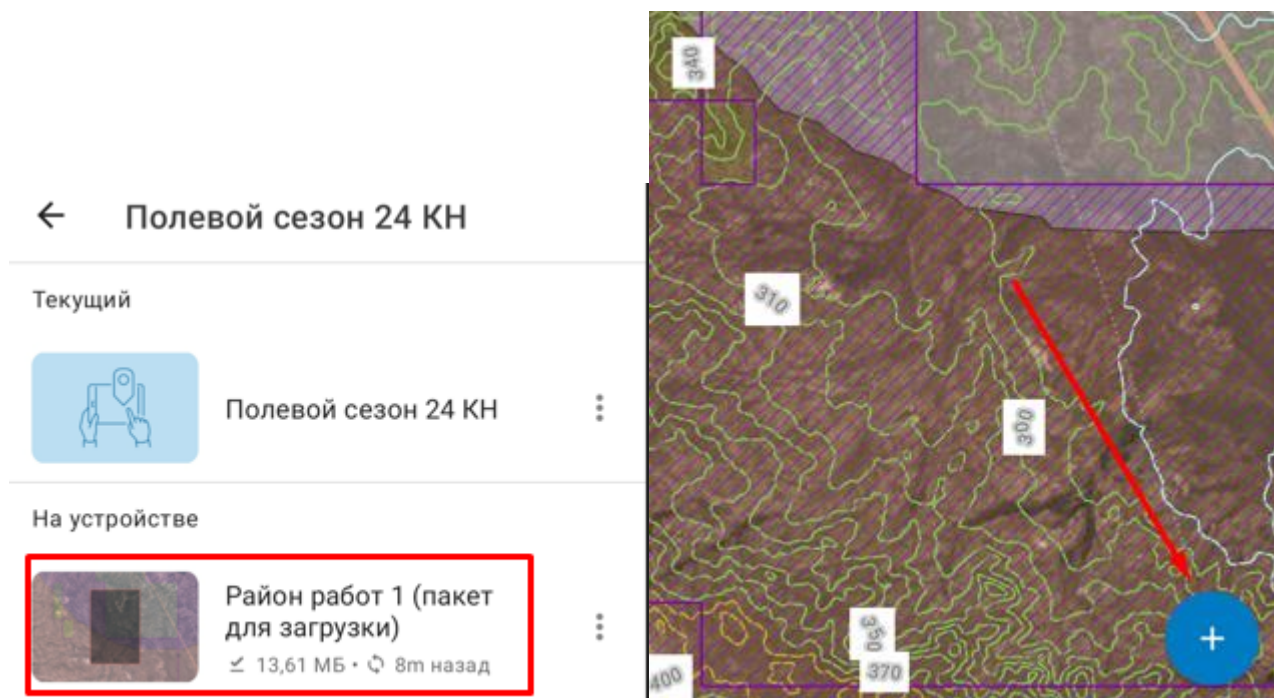 Полевой сезон 24 КН
Текущий
Полевой сезон 24 КН
На устройстве
Район работ 1 (пакет
для загрузки)
13,61 МБ • 8m назад
340
310
300
350
370
400